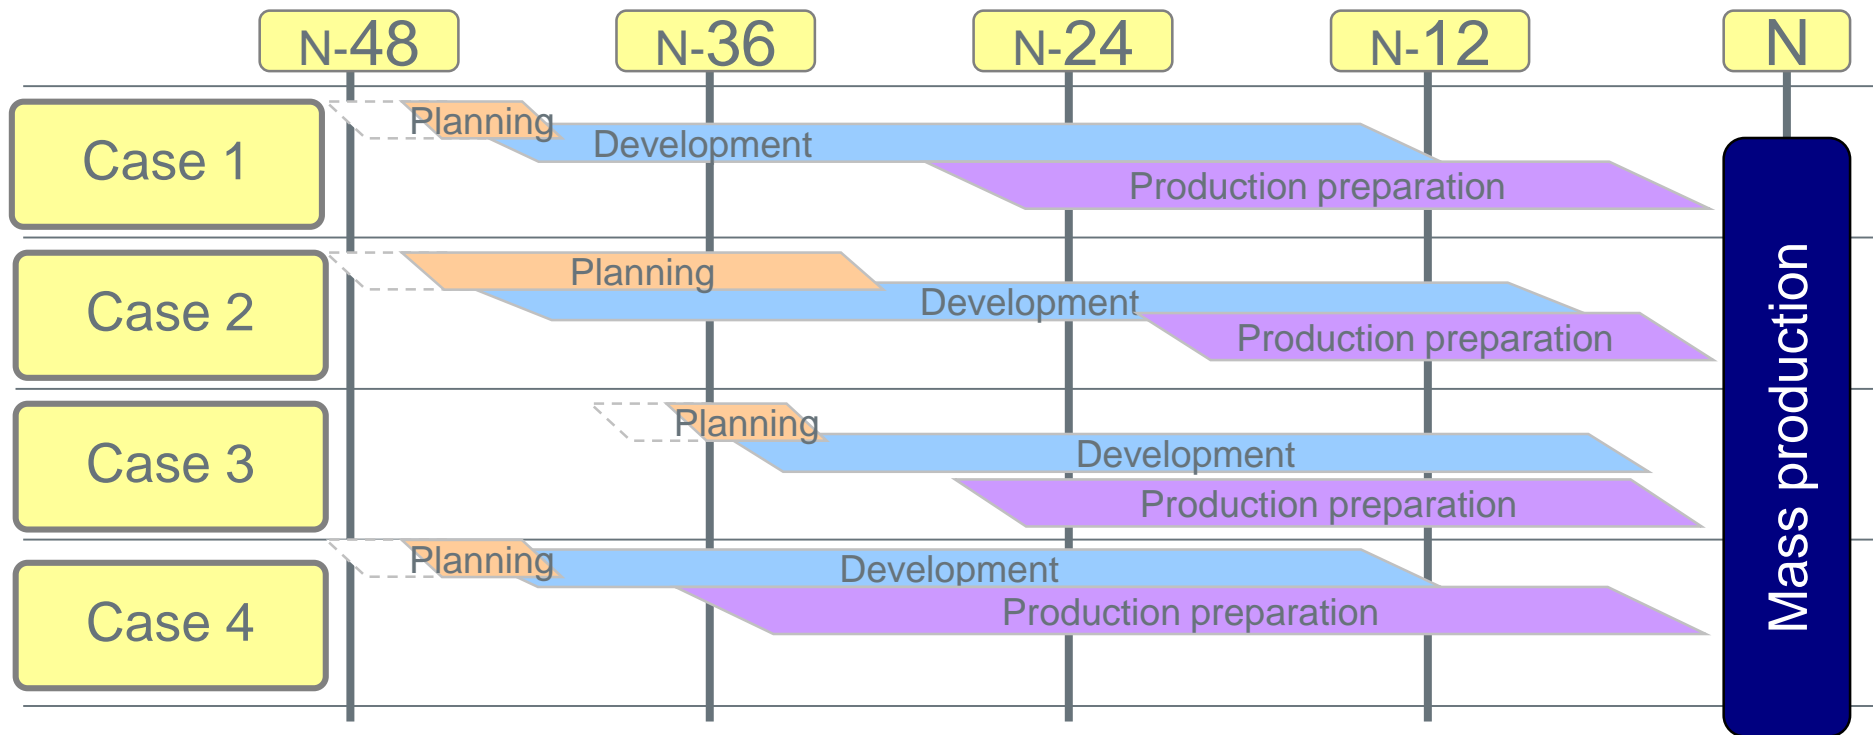 N-48
N-36
N-24
N-12
N
Case 1
Planning
Development
Production preparation
Case 2
Planning
Development
Production preparation
Case 3
Planning
Development
Production preparation
Case 4
Planning
Development
Production preparation
Mass production